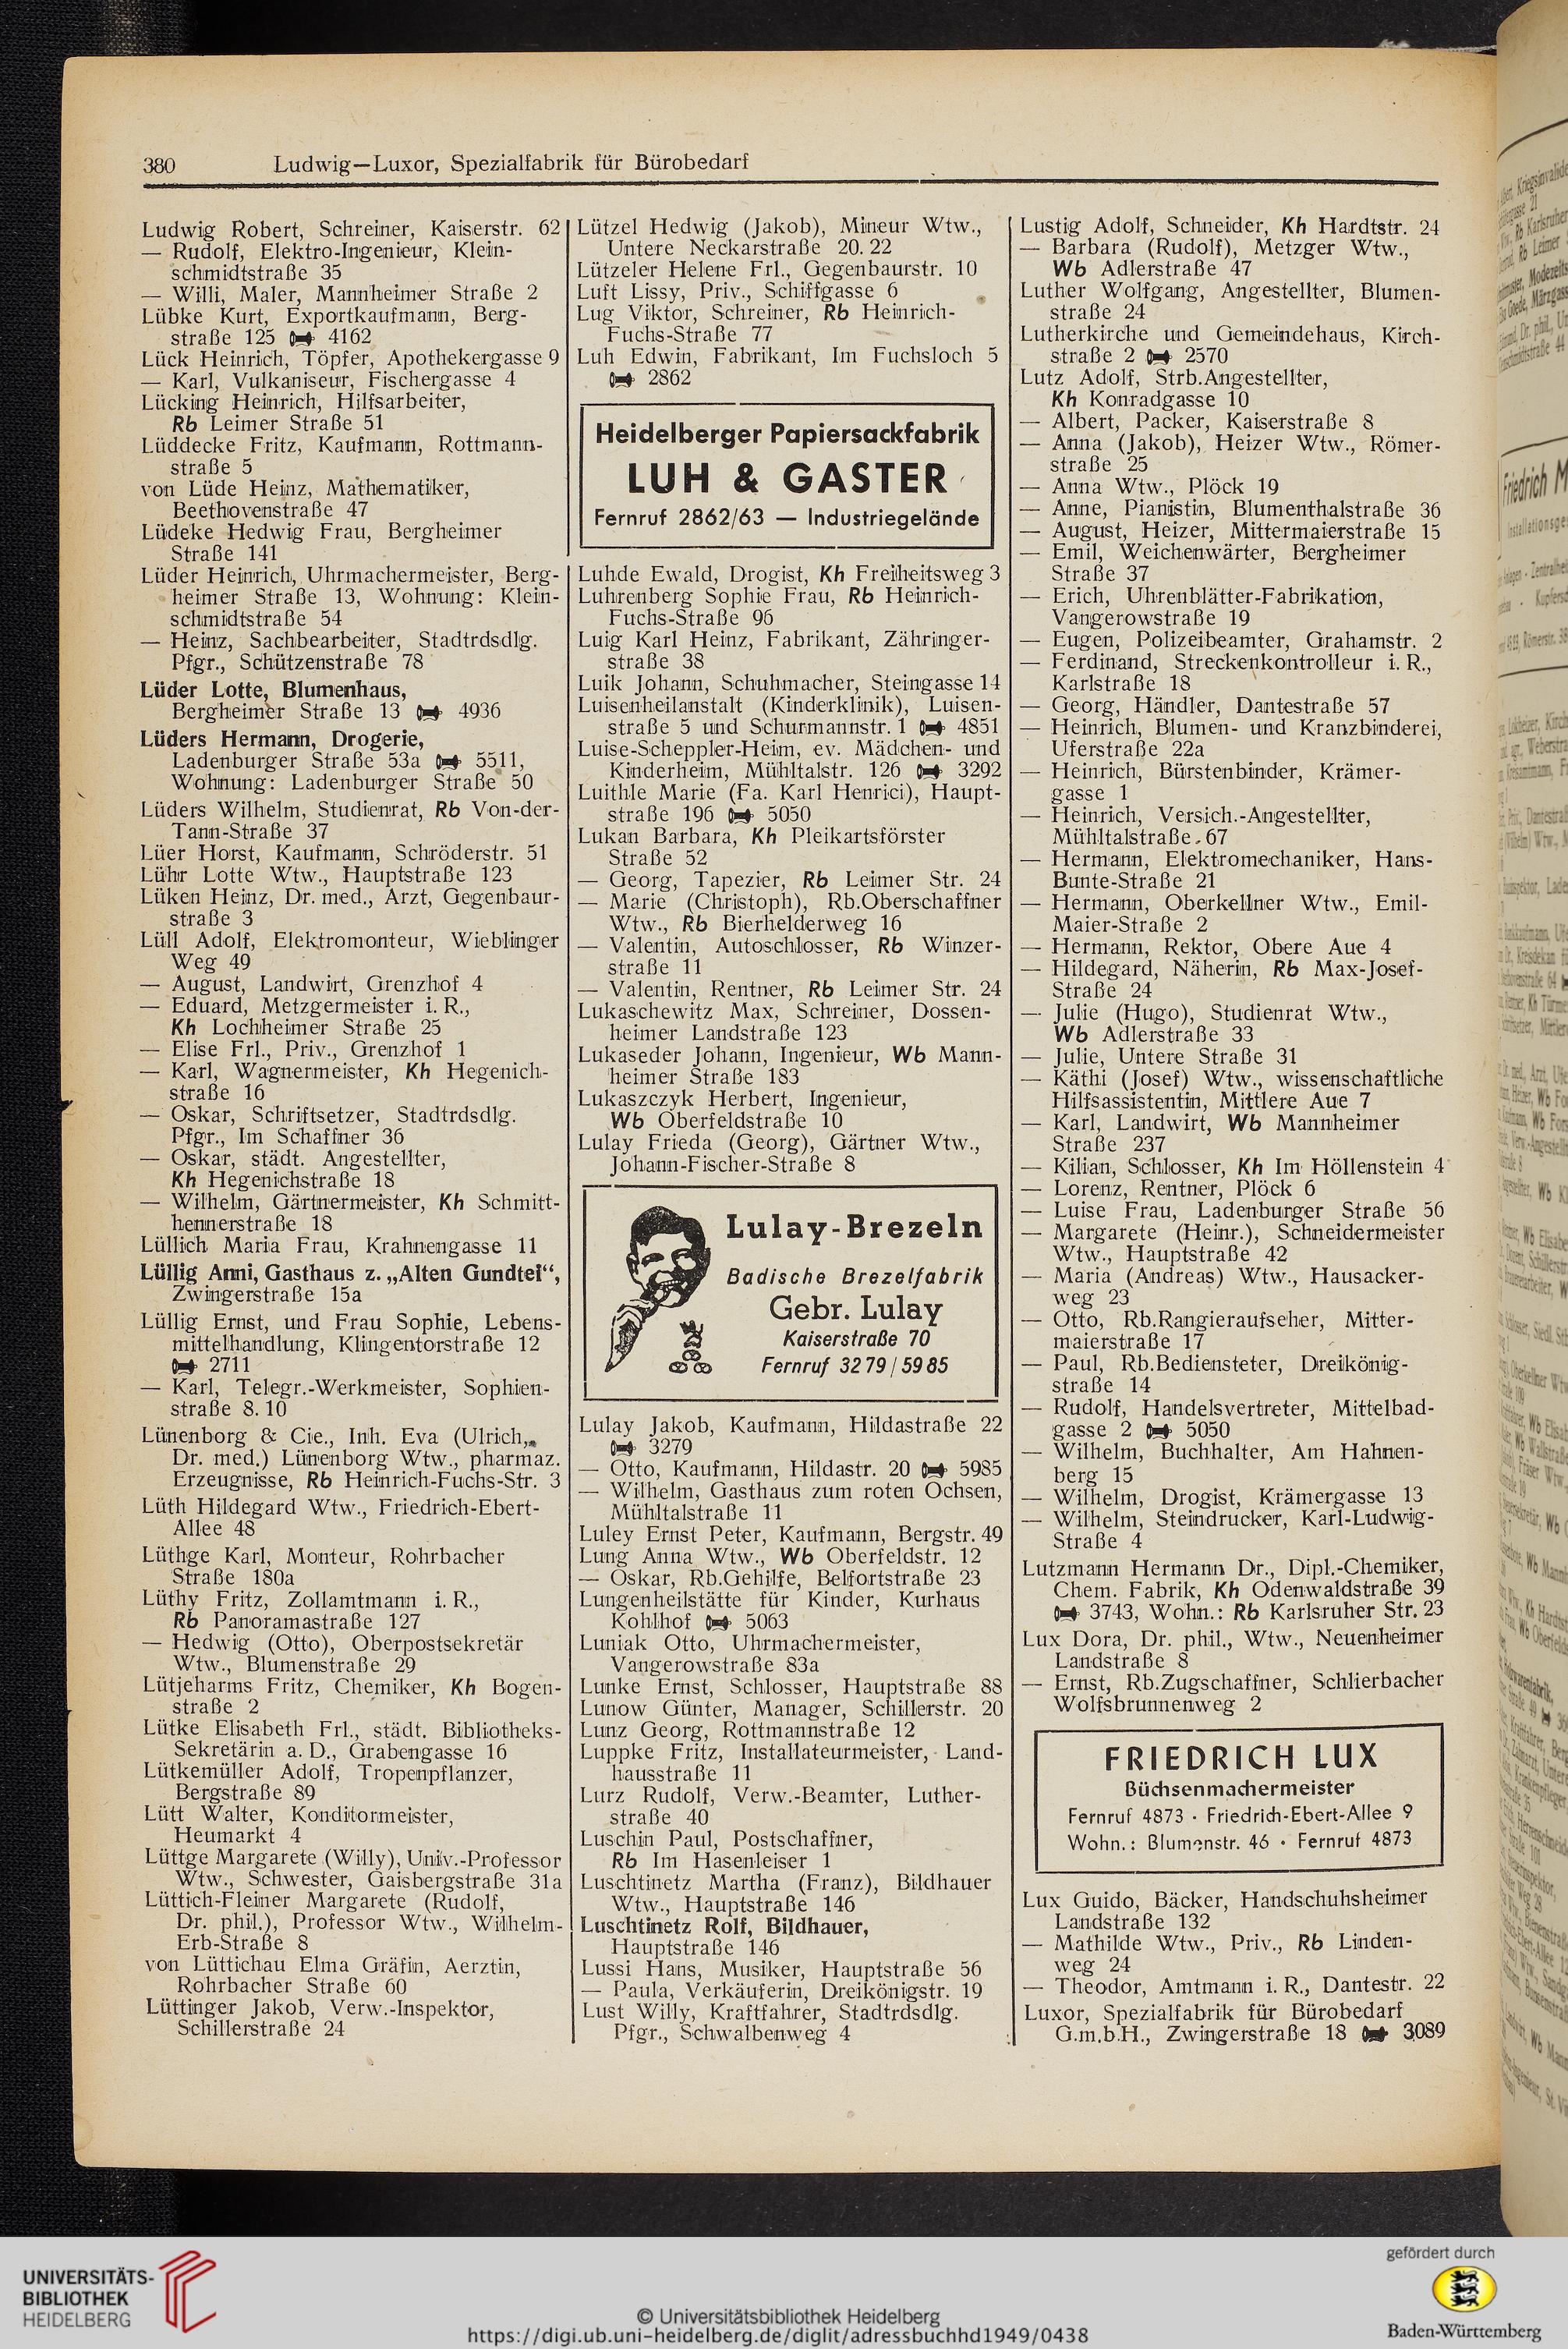 380 Ludwig—Luxor, Spezialfabrik für Bürobedarf
Ludwig Robert, Schreiner, Kaiserstr. 62
— Rudolf, Elektro-Ingenieur, Klein-
schmidtstraße 35
— Willi, Maler, Mannheimer Straße 2
Lübke Kurt, Exportkaufmann, Berg-
straße 125 4162
Lück Heinrich, Töpfer, Apothekergasse 9
— Karl, Vulkaniseur, Fischergasse 4
Lücking Heinrich, Hilfsarbeiter,
Rb Leimer Straße 51
Lüddecke Fritz, Kaufmann, Rottmann-
straße 5
von Lüde Heinz, Mathematiker,
Beethovenstraße 47
Lüdeke Hedwig Frau, Bergheimer
Straße 141
Lüder Heinrich, Uhrmachermeister, Berg-
heimer Straße 13, Wohnung: Klein-
schmidtstraße 54
— Heinz, Sachbearbeiter, Stadtrdsdlg.
Pfgr., Schützenstraße 78
Lüder Lotte, Blumenhaus,
Bergheimer Straße 13 4936
Lüders Hermann, Drogerie,
Ladenburger Straße 53a 5511,
Wohnung: Ladenburger Straße 50
Lüders Wilhelm, Studienrat, Rb Von-der-
Tann-Straße 37
Lüer Horst, Kaufmann, Schröderstr. 51
Lühr Lotte Wtw., Hauptstraße 123
Lüken Heinz, Dr. med., Arzt, Gegenbaur-
straße 3
Lüll Adolf, Elektromonteur, Wieblinger
Weg 49
— August, Landwirt, Grenzhof 4
— Eduard, Metzgermeister i. R.,
Kh Lochheimer Straße 25
— Elise Frl., Priv., Grenzhof 1
— Karl, Wagnermeister, Kh Hegenich-
straße 16
— Oskar, Schriftsetzer, Stadtrdsdlg.
Pfgr., Im Schaffner 36
— Oskar, städt. Angestellter,
Kh Hegenichstraße 18
— Wilhelm, Gärtnermeister, Kh Schmitt-
hennerstraße 18
Lüllich Maria Frau, Krahnengasse 11
Lüllig Anni, Gasthaus z. „Alten Gundtei“,
Zwingerstraße 15a
Lüllig Ernst, und Frau Sophie, Lebens-
mittelhandlung, Klingentorstraße 12
2711
— Karl, Telegr.-Werkmeister, Sophien-
straße 8. 10
Lünenborg & Cie., Inh. Eva (Ulrich,
Dr. med.) Lünenborg Wtw., pharmaz.
Erzeugnisse, Rb Heinrich-Fuchs-Str. 3
Lüth Hildegard Wtw., Friedrich-Ebert-
Allee 48
Lüthge Karl, Monteur, Rohrbacher
Straße 180a
Lüthy Fritz, Zollamtmann i. R.,
Rb Panoramastraße 127
— Hedwig (Otto), Oberpostsekretär
Wtw., Blumenstraße 29
Lütjeharms Fritz, Chemiker, Kh Bogen-
straße 2
Lütke Elisabeth Frl., städt. Bibliotheks-
Sekretärin a. D., Grabengasse 16
Lütkemüller Adolf, Tropenpflanzer,
Bergstraße 89
Lütt Walter, Konditormeister,
Heumarkt 4
Lüttge Margarete (Willy), Univ.-Professor
Wtw., Schwester, Gaisbergstraße 31a
Lüttich-Fleiner Margarete (Rudolf,
Dr. phil.), Professor Wtw., Wilhelm-
Erb-Straße 8
von Lüttichau Elma Gräfin, Aerztin,
Rohrbacher Straße 60
Lüttinger Jakob, Verw.-Inspektor,
Schillerstraße 24
Lützel Hedwig (Jakob), Mineur Wtw.,
Untere Neckarstraße 20. 22
Lützeler Helene Frl., Gegenbaurstr. 10
Luft Lissy, Priv., Schiffgasse 6
Lug Viktor, Schreiner, Rb Heinrich-
Fuchs-Straße 77
Luh Edwin, Fabrikant, Im Fuchsloch 5
2862
Heidelberger Papiersackfabrik
LUH & GASTER
Fernruf 2862/63 — Industriegelände
Luhde Ewald, Drogist, Kh Freiheitsweg 3
Luhrenberg Sophie Frau, Rb Heinrich-
Fuchs-Straße 96
Luig Karl Heinz, Fabrikant, Zähringer-
straße 38
Luik Johann, Schuhmacher, Steingasse 14
Luisenheilanstalt (Kinderklinik), Luisen-
straße 5 und Schurmannstr. 1 4851
Luise-Scheppler-Heim, ev. Mädchen- und
Kinderheim, Mühltalstr. 126 3292
Luithle Marie (Fa. Karl Henrici), Haupt-
straße 196 5050
Lukan Barbara, Kh Pleikartsförster
Straße 52
— Georg, Tapezier, Rb Leimer Str. 24
— Marie (Christoph), Rb.Oberschaffner
Wtw., Rb Bierhelderweg 16
— Valentin, Autoschlosser, Rb Winzer-
straße 11
— Valentin, Rentner, Rb Leimer Str. 24
Lukaschewitz Max, Schreiner, Dossen-
heimer Landstraße 123
Lukaseder Johann, Ingenieur, Wb Mann-
heimer Straße 183
Lukaszczyk Herbert, Ingenieur,
Wb Oberfeldstraße 10
Lulay Frieda (Georg), Gärtner Wtw.,
Johann-Fischer-Straße 8
Lulay-Brezeln
Badische Brezelfabrik
Gebr. Lulay
Kaiserstraße 70
Fernruf 3279 / 5985
Lulay Jakob, Kaufmann, Hildastraße 22
3279
— Otto, Kaufmann, Hildastr. 20 5985
— Wilhelm, Gasthaus zum roten Ochsen,
Mühltalstraße 11
Luley Ernst Peter, Kaufmann, Bergstr. 49
Lung Anna Wtw., Wb Oberfeldstr. 12
— Oskar, Rb.Gehilfe, Belfortstraße 23
Lungenheilstätte für Kinder, Kurhaus
Kohlhof 5063
Luniak Otto, Uhrmachermeister,
Vangerowstraße 83a
Lunke Ernst, Schlosser, Hauptstraße 88
Lunow Günter, Manager, Schillerstr. 20
Lunz Georg, Rottmannstraße 12
Luppke Fritz, Installateurmeister, Land-
hausstraße 11
Lurz Rudolf, Verw.-Beamter, Luther-
straße 40
Luschin Paul, Postschaffner,
Rb Im Hasenleiser 1
Luschtinetz Martha (Franz), Bildhauer
Wtw., Hauptstraße 146
Luschtinetz Rolf, Bildhauer,
Hauptstraße 146
Lussi Hans, Musiker, Hauptstraße 56
— Paula, Verkäuferin, Dreikönigstr. 19
Lust Willy, Kraftfahrer, Stadtrdsdlg.
Pfgr., Schwalbenweg 4
Lustig Adolf, Schneider, Kh Hardtstr. 24
— Barbara (Rudolf), Metzger Wtw.,
Wb Adlerstraße 47
Luther Wolfgang, Angestellter, Blumen-
straße 24
Lutherkirche und Gemeindehaus, Kirch-
straße 2 2570
Lutz Adolf, Strb.Angestellter,
Kh Konradgasse 10
— Albert, Packer, Kaiserstraße 8
— Anna (Jakob), Heizer Wtw., Römer-
straße 25
— Anna Wtw., Plöck 19
— Anne, Pianistin, Blumenthalstraße 36
— August, Heizer, Mittermaierstraße 15
— Emil, Weichenwärter, Bergheimer
Straße 37
— Erich, Uhrenblätter-Fabrikation,
Vangerowstraße 19
— Eugen, Polizeibeamter, Grahamstr. 2
— Ferdinand, Streckenkontrolleur i. R.,
Karlstraße 18
— Georg, Händler, Dantestraße 57
— Heinrich, Blumen- und Kranzbinderei,
Uferstraße 22a
— Heinrich, Bürstenbinder, Krämer-
gasse 1
— Heinrich, Versich.-Angestellter,
Mühltalstraße 67
— Hermann, Elektromechaniker, Hans-
Bunte-Straße 21
— Hermann, Oberkellner Wtw., Emil-
Maier-Straße 2
— Hermann, Rektor, Obere Aue 4
— Hildegard, Näherin, Rb Max-Josef-
Straße 24
— Julie (Hugo), Studienrat Wtw.,
Wb Adlerstraße 33
— Julie, Untere Straße 31
— Käthi (Josef) Wtw., wissenschaftliche
Hilfsassistentin, Mittlere Aue 7
— Karl, Landwirt, Wb Mannheimer
Straße 237
— Kilian, Schlosser, Kh Im Höllenstein 4
— Lorenz, Rentner, Plöck 6
— Luise Frau, Ladenburger Straße 56
— Margarete (Heinr.), Schneidermeister
Wtw., Hauptstraße 42
— Maria (Andreas) Wtw., Hausacker-
weg 23
— Otto, Rb.Rangieraufseher, Mitter-
maierstraße 17
— Paul, Rb.Bediensteter, Dreikönig-
straße 14
— Rudolf, Handelsvertreter, Mittelbad-
gasse 2 5050
— Wilhelm, Buchhalter, Am Hahnen-
berg 15
— Wilhelm, Drogist, Krämergasse 13
— Wilhelm, Steindrucker, Karl-Ludwig-
Straße 4
Lutzmann Hermann Dr., Dipl.-Chemiker,
Chem. Fabrik, Kh Odenwaldstraße 39
3743, Wohn.: Rb Karlsruher Str. 23
Lux Dora, Dr. phil., Wtw., Neuenheimer
Landstraße 8
— Ernst, Rb.Zugschaffner, Schlierbacher
Wolfsbrunnenweg 2
FRIEDRICH LUX
Büchsenmachermeister
Fernruf 4873 · Friedrich-Ebert-Allee 9
Wohn.: Blumenstr. 46 · Fernruf 4873
Lux Guido, Bäcker, Handschuhsheimer
Landstraße 132
— Mathilde Wtw., Priv., Rb Linden-
weg 24
— Theodor, Amtmann i. R., Dantestr. 22
Luxor, Spezialfabrik für Bürobedarf
G.m.b.H., Zwingerstraße 18 3089
UNIVERSITÄTS-
BIBLIOTHEK
HEIDELBERG
© Universitätsbibliothek Heidelberg
https://digi.ub.uni-heidelberg.de/diglit/adressbuchhd1949/0438
gefördert durch
Baden-Württemberg